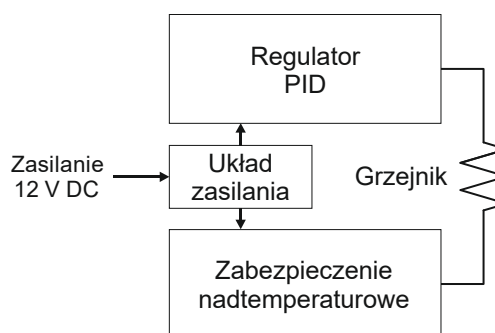 Regulator
PID
Zasilanie
12 V DC
Układ
zasilania
Grzejnik
Zabezpieczenie
nadtemperaturowe